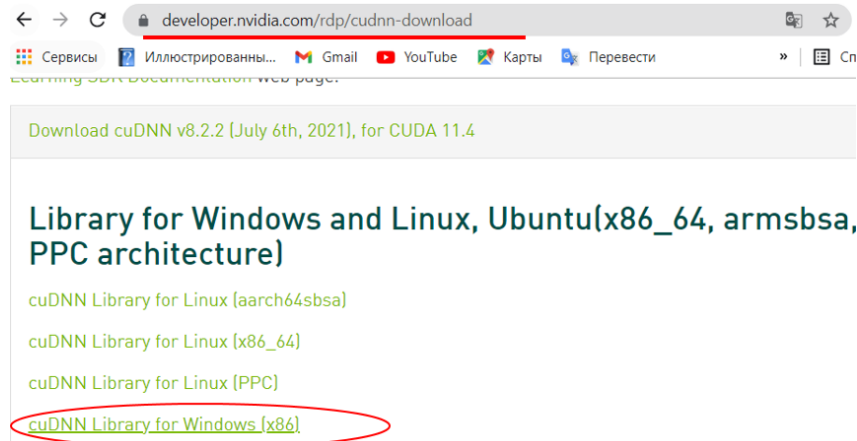 developer.nvidia.com/rdp/cudnn-download
Сервисы Иллюстрированны... Gmail YouTube Карты Перевести » Сп
Learning SDK Documentation web page.
Download cuDNN v8.2.2 (July 6th, 2021), for CUDA 11.4
Library for Windows and Linux, Ubuntu(x86_64, armsbsa,
PPC architecture)
cuDNN Library for Linux (aarch64sbsa)
cuDNN Library for Linux (x86_64)
cuDNN Library for Linux (PPC)
cuDNN Library for Windows (x86)